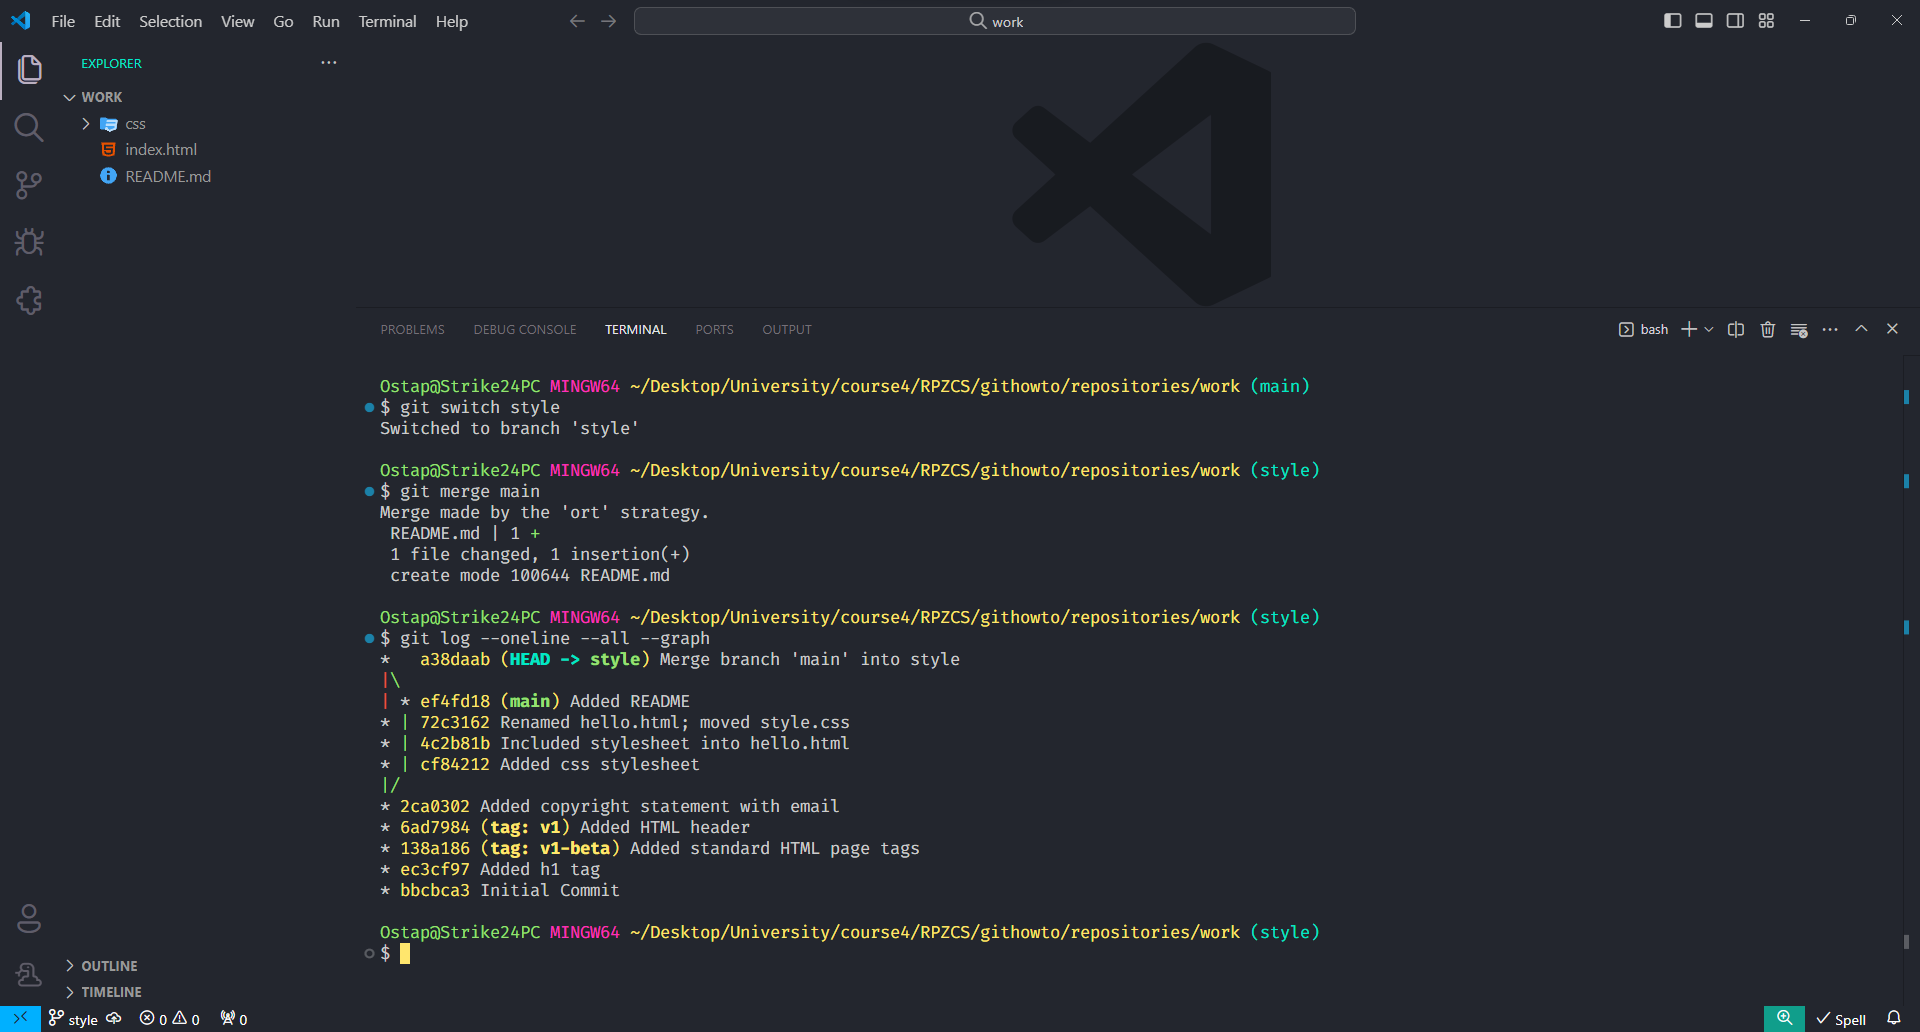 File Edit Selection View Go Run Terminal Help
work
EXPLORER
WORK
css
index.html
README.md
PROBLEMS DEBUG CONSOLE TERMINAL PORTS OUTPUT
bash
Ostap@Strike24PC MINGW64 ~/Desktop/University/course4/RPZCS/githowto/repositories/work (main)
$ git switch style
Switched to branch 'style'
Ostap@Strike24PC MINGW64 ~/Desktop/University/course4/RPZCS/githowto/repositories/work (style)
$ git merge main
Merge made by the 'ort' strategy.
README.md | 1 +
1 file changed, 1 insertion(+)
create mode 100644 README.md
Ostap@Strike24PC MINGW64 ~/Desktop/University/course4/RPZCS/githowto/repositories/work (style)
$ git log --oneline --all --graph
*   a38daab (HEAD -> style) Merge branch 'main' into style
|\
| * ef4fd18 (main) Added README
* | 72c3162 Renamed hello.html; moved style.css
* | 4c2b81b Included stylesheet into hello.html
* | cf84212 Added css stylesheet
|/
* 2ca0302 Added copyright statement with email
* 6ad7984 (tag: v1) Added HTML header
* 138a186 (tag: v1-beta) Added standard HTML page tags
* ec3cf97 Added h1 tag
* bbcbca3 Initial Commit
Ostap@Strike24PC MINGW64 ~/Desktop/University/course4/RPZCS/githowto/repositories/work (style)
$
OUTLINE
TIMELINE
style 0 0 0
Spell